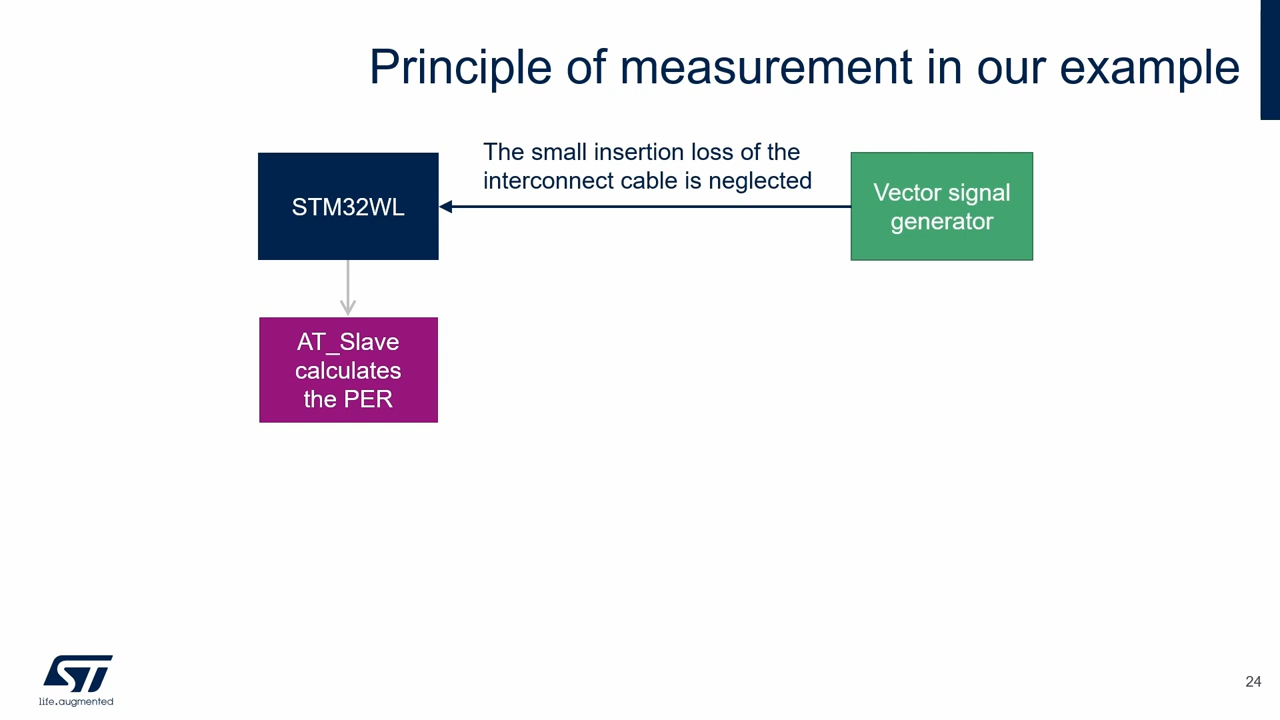 Principle of measurement in our example
The small insertion loss of the
interconnect cable is neglected
STM32WL
Vector signal
generator
AT_Slave
calculates
the PER
ST
life.augmented
24